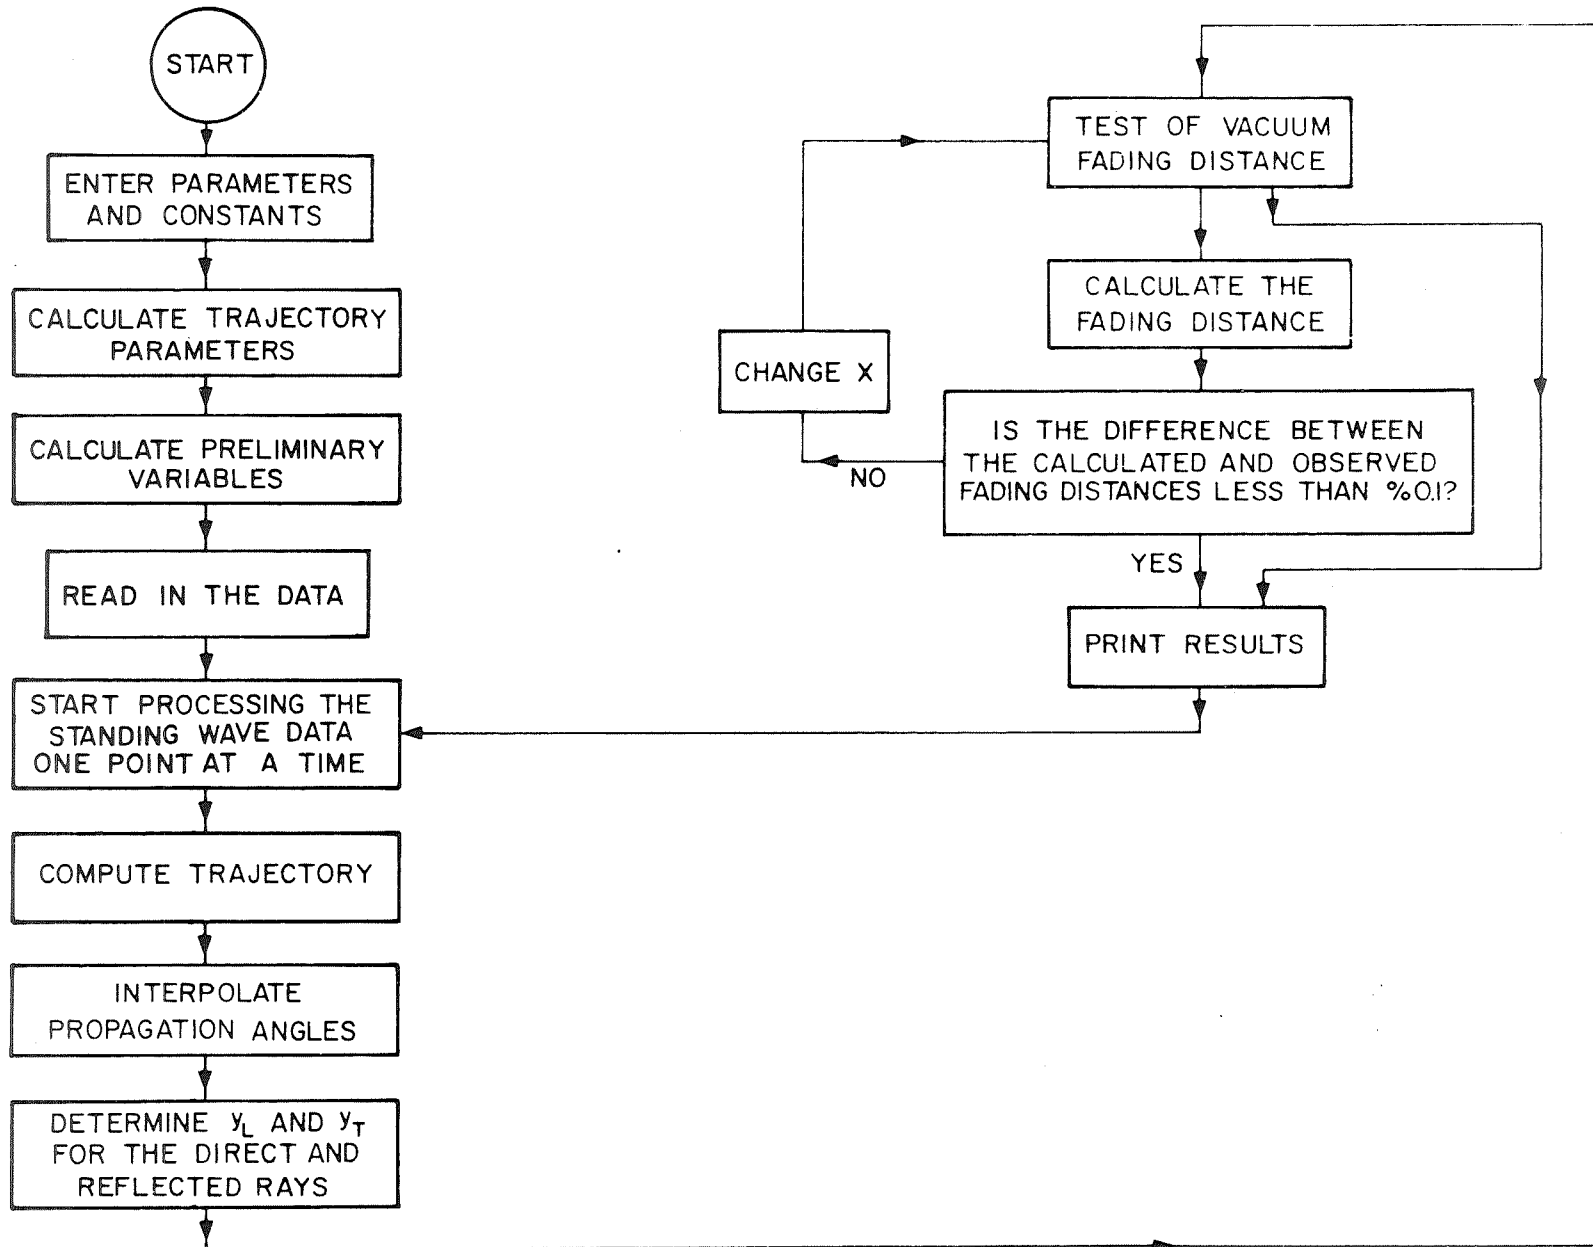 START
ENTER PARAMETERS
AND CONSTANTS
CALCULATE TRAJECTORY
PARAMETERS
CALCULATE PRELIMINARY
VARIABLES
READ IN THE DATA
START PROCESSING THE
STANDING WAVE DATA
ONE POINT AT A TIME
COMPUTE TRAJECTORY
INTERPOLATE
PROPAGATION ANGLES
DETERMINE y_L AND y_T
FOR THE DIRECT AND
REFLECTED RAYS
TEST OF VACUUM
FADING DISTANCE
CALCULATE THE
FADING DISTANCE
CHANGE X
IS THE DIFFERENCE BETWEEN
THE CALCULATED AND OBSERVED
FADING DISTANCES LESS THAN %0.1?
NO
YES
PRINT RESULTS